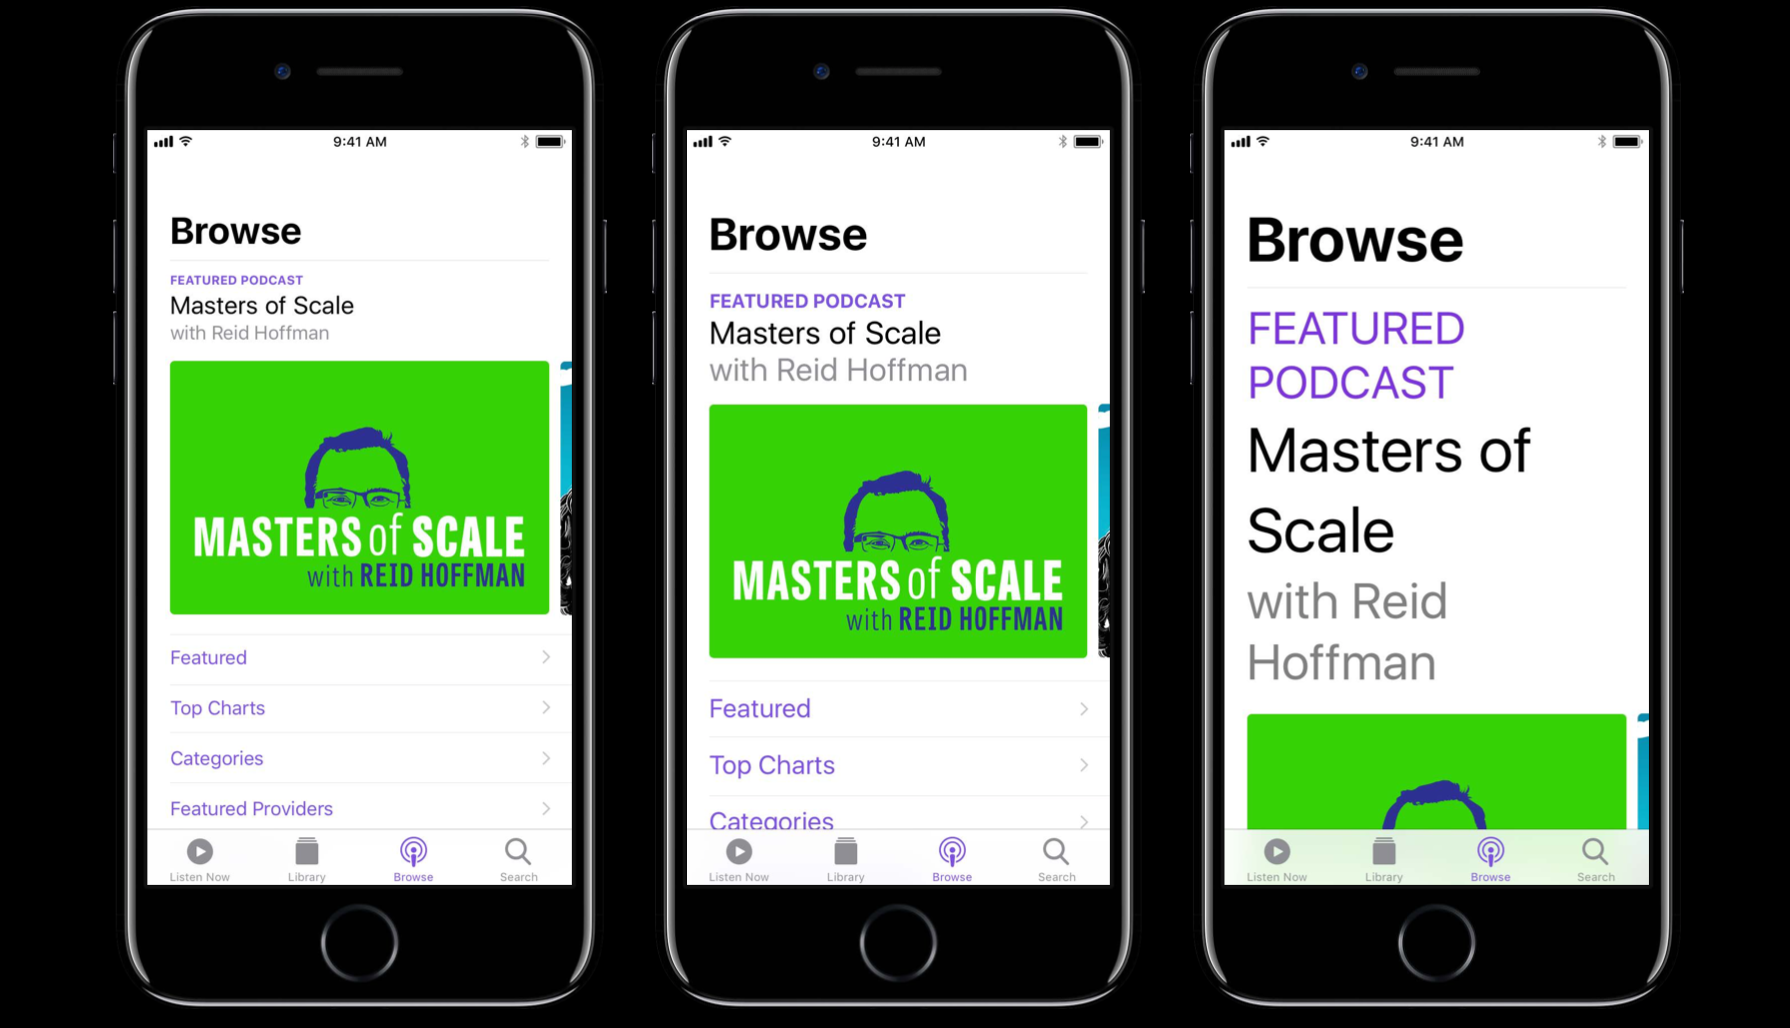 9:41 AM
Browse
FEATURED PODCAST
Masters of Scale
with Reid Hoffman
MASTERS of SCALE
with REID HOFFMAN
Featured
Top Charts
Categories
Featured Providers
Listen Now
Library
Browse
Search
9:41 AM
Browse
FEATURED PODCAST
Masters of Scale
with Reid Hoffman
MASTERS of SCALE
with REID HOFFMAN
Featured
Top Charts
Categories
Listen Now
Library
Browse
Search
9:41 AM
Browse
FEATURED
PODCAST
Masters of
Scale
with Reid
Hoffman
Listen Now
Library
Browse
Search